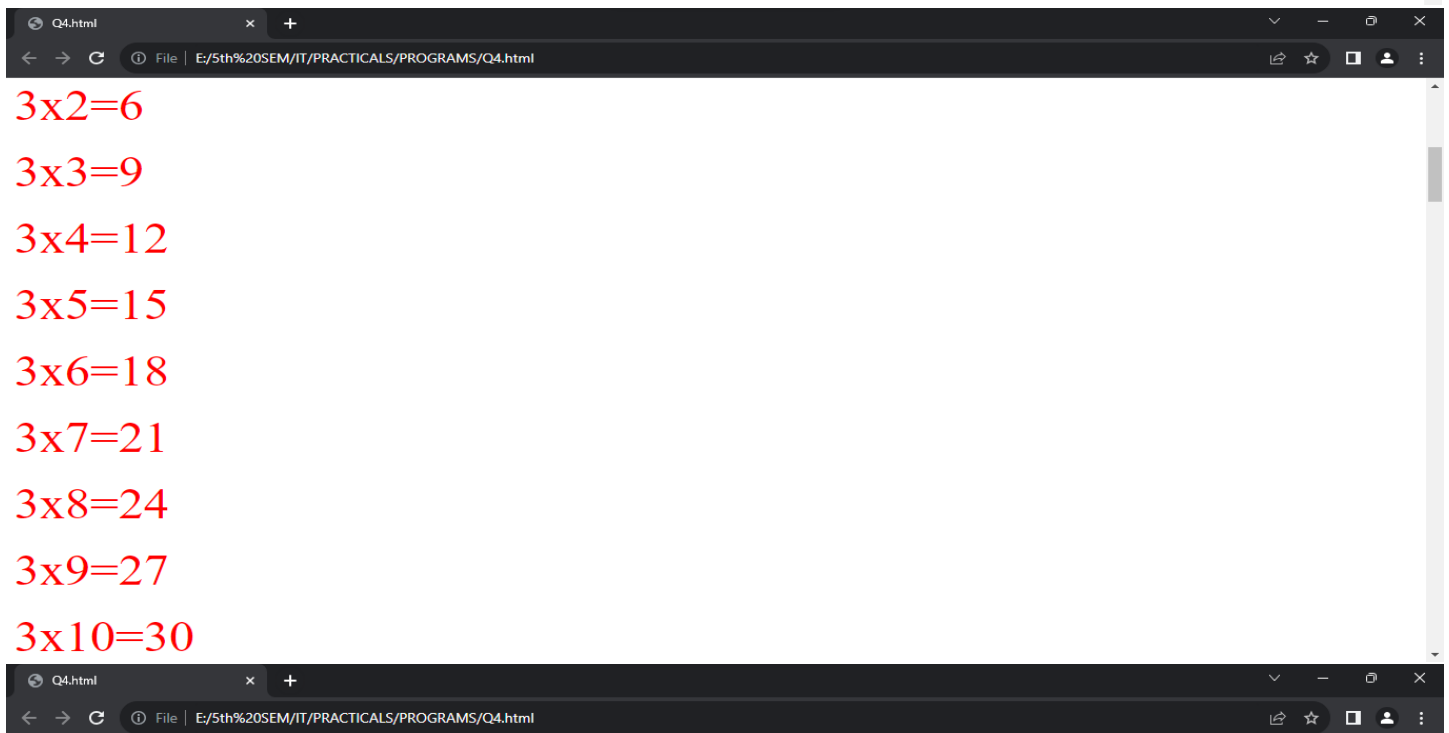 Q4.html
File E:/5th%20SEM/IT/PRACTICALS/PROGRAMS/Q4.html
3x2=6
3x3=9
3x4=12
3x5=15
3x6=18
3x7=21
3x8=24
3x9=27
3x10=30
Q4.html
File E:/5th%20SEM/IT/PRACTICALS/PROGRAMS/Q4.html